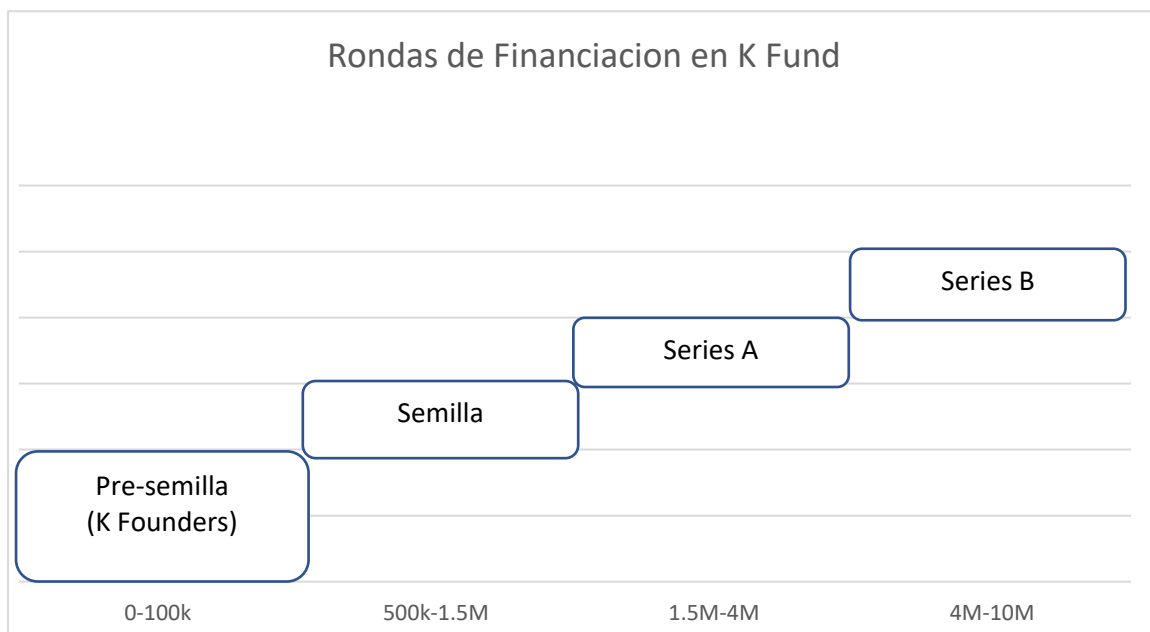 Rondas de Financiacion en K Fund
Series B
Series A
Semilla
Pre-semilla
(K Founders)
0-100k
500k-1.5M
1.5M-4M
4M-10M